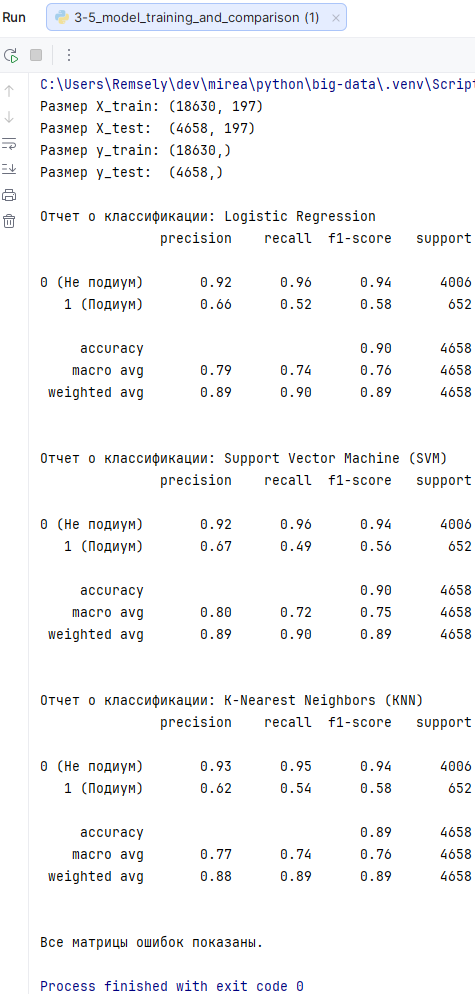 Run 3-5_model_training_and_comparison (1)
C:\Users\Remsely\dev\mirea\python\big-data\.venv\Script
Размер X_train: (18630, 197)
Размер X_test: (4658, 197)
Размер y_train: (18630,)
Размер y_test: (4658,)
Отчет о классификации: Logistic Regression
precision recall f1-score support
0 (Не подиум) 0.92 0.96 0.94 4006
1 (Подиум) 0.66 0.52 0.58 652
accuracy 0.90 4658
macro avg 0.79 0.74 0.76 4658
weighted avg 0.89 0.90 0.89 4658
Отчет о классификации: Support Vector Machine (SVM)
precision recall f1-score support
0 (Не подиум) 0.92 0.96 0.94 4006
1 (Подиум) 0.67 0.49 0.56 652
accuracy 0.90 4658
macro avg 0.80 0.72 0.75 4658
weighted avg 0.89 0.90 0.89 4658
Отчет о классификации: K-Nearest Neighbors (KNN)
precision recall f1-score support
0 (Не подиум) 0.93 0.95 0.94 4006
1 (Подиум) 0.62 0.54 0.58 652
accuracy 0.89 4658
macro avg 0.77 0.74 0.76 4658
weighted avg 0.88 0.89 0.89 4658
Все матрицы ошибок показаны.
Process finished with exit code 0